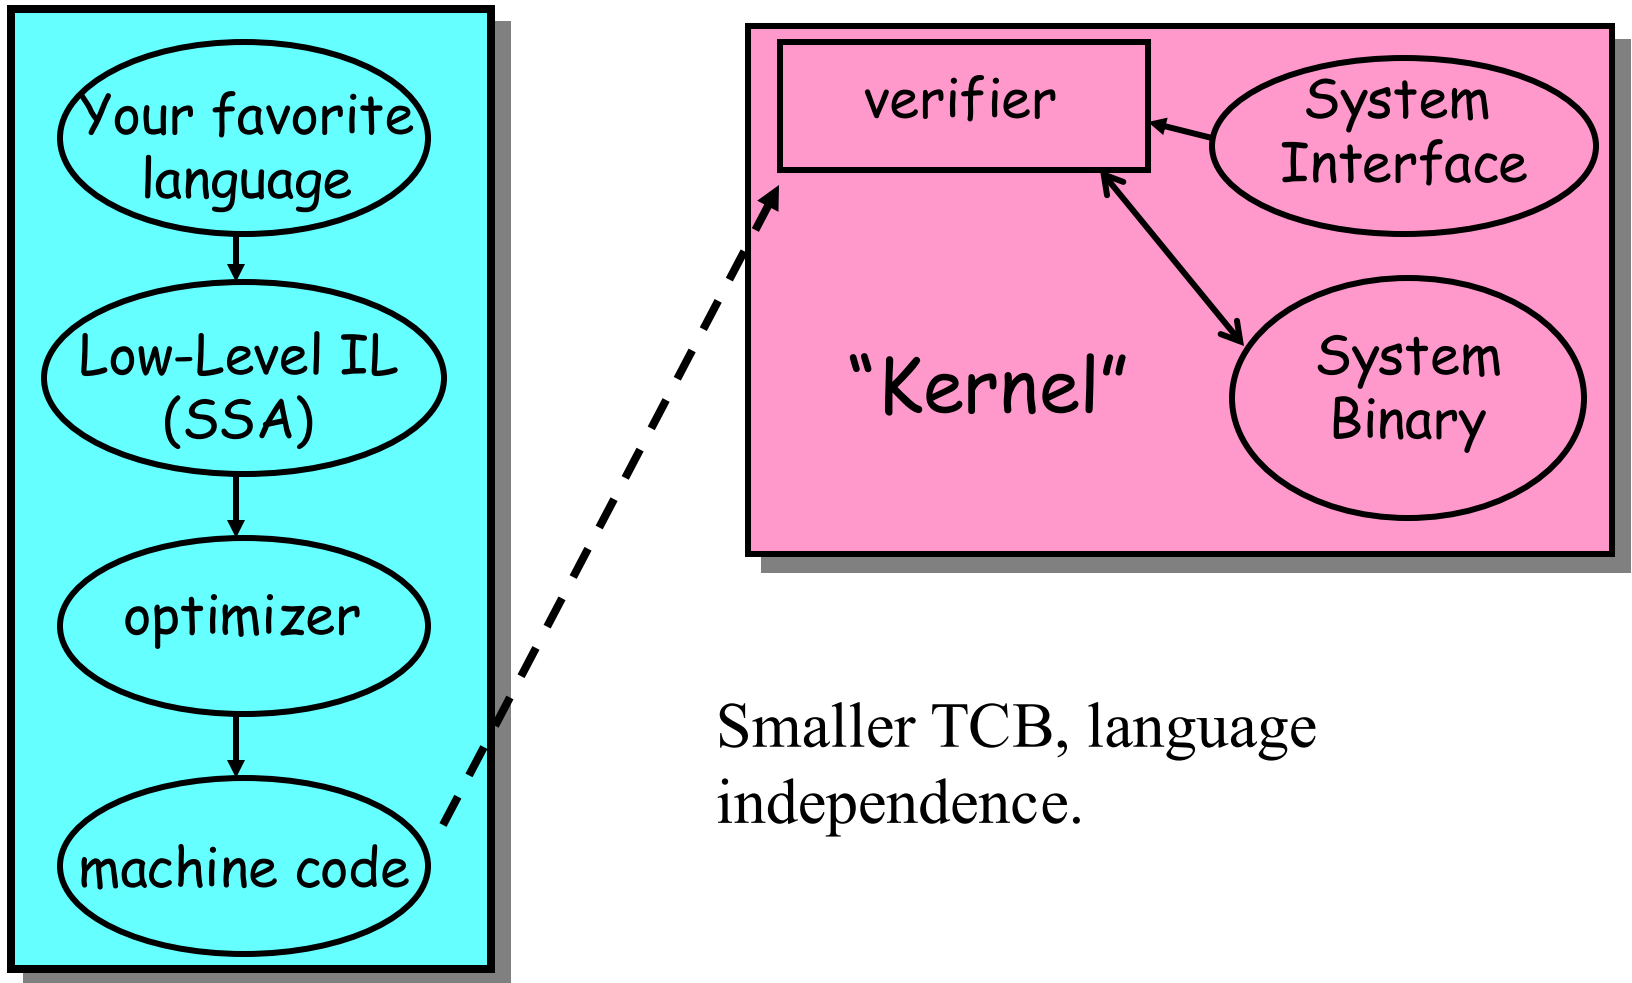 Your favorite
language
Low-Level IL
(SSA)
optimizer
machine code
verifier
System
Interface
“Kernel”
System
Binary
Smaller TCB, language
independence.